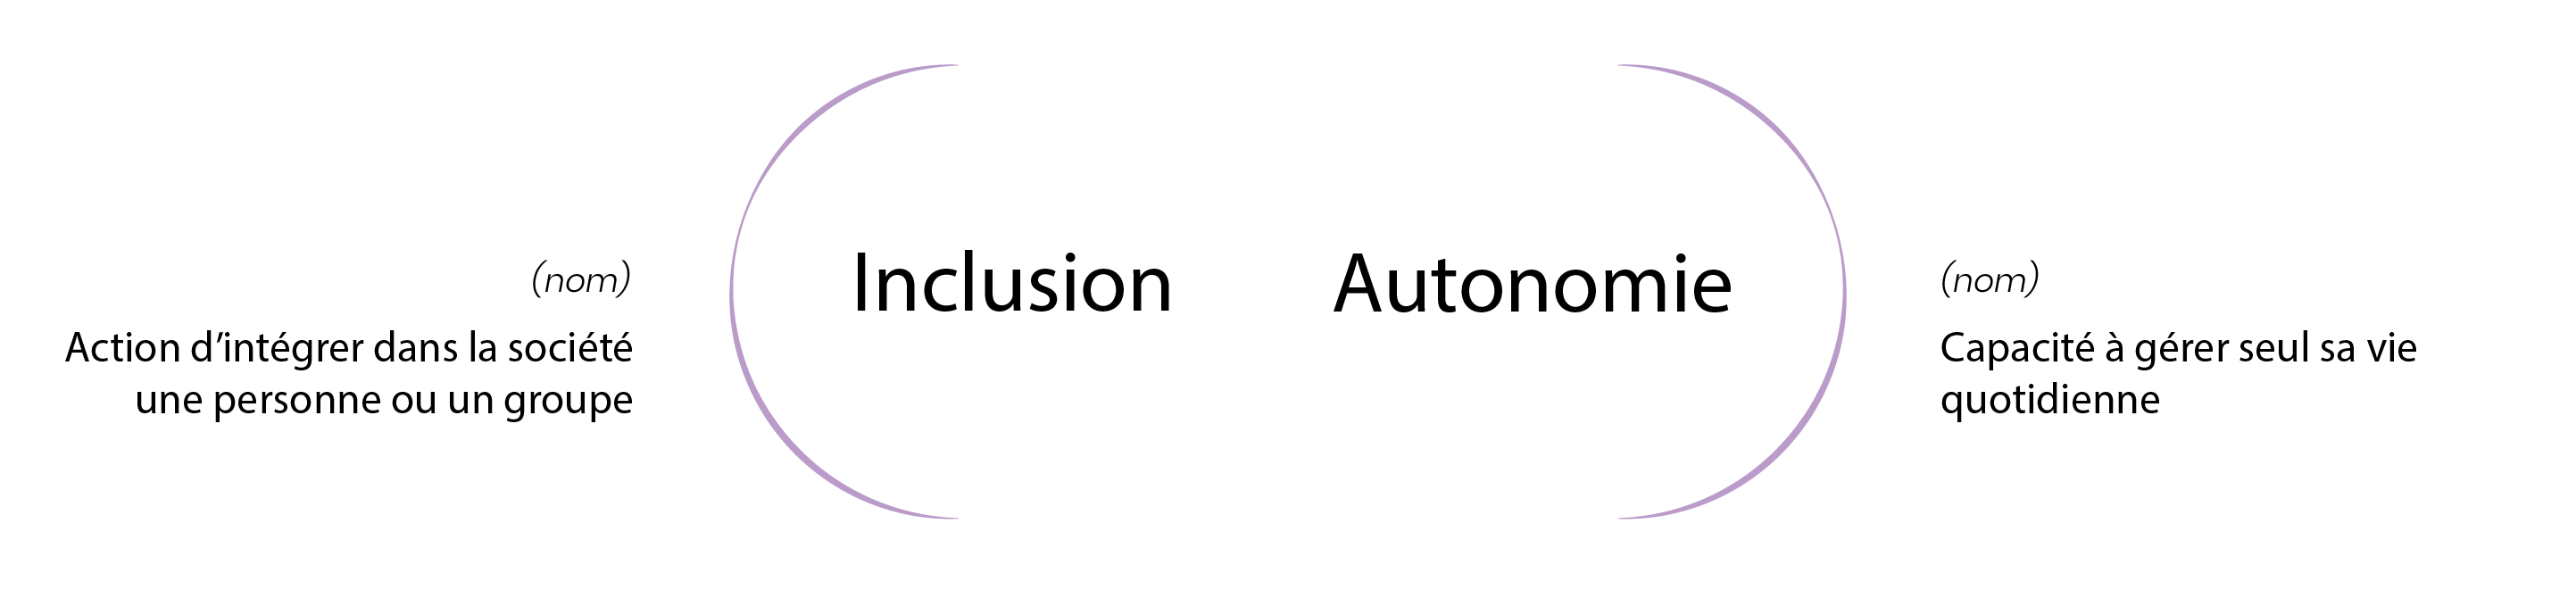 (nom)
Action d’intégrer dans la société
une personne ou un groupe
Inclusion
Autonomie
(nom)
Capacité à gérer seul sa vie
quotidienne